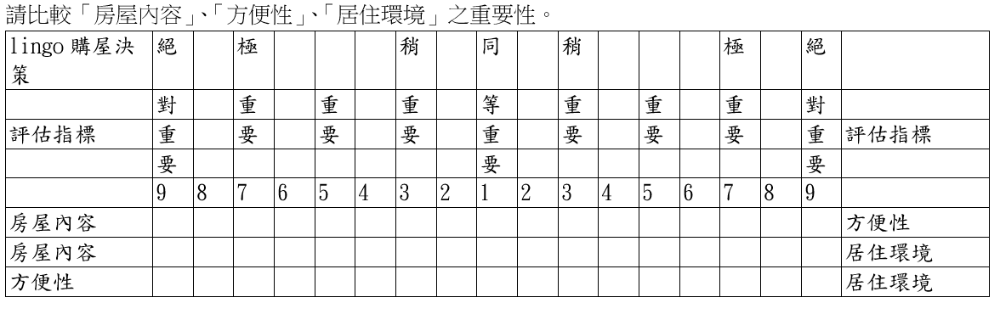 請比較「房屋內容」、「方便性」、「居住環境」之重要性。
lingo 購屋決 絕 極 稍 同 稍 極 絕
策
對 重 重 重 等 重 重 重 對
評估指標 重 要 要 要 重 要 要 要 重 評估指標
要 要 要
9 8 7 6 5 4 3 2 1 2 3 4 5 6 7 8 9
房屋內容 方便性
房屋內容 居住環境
方便性 居住環境